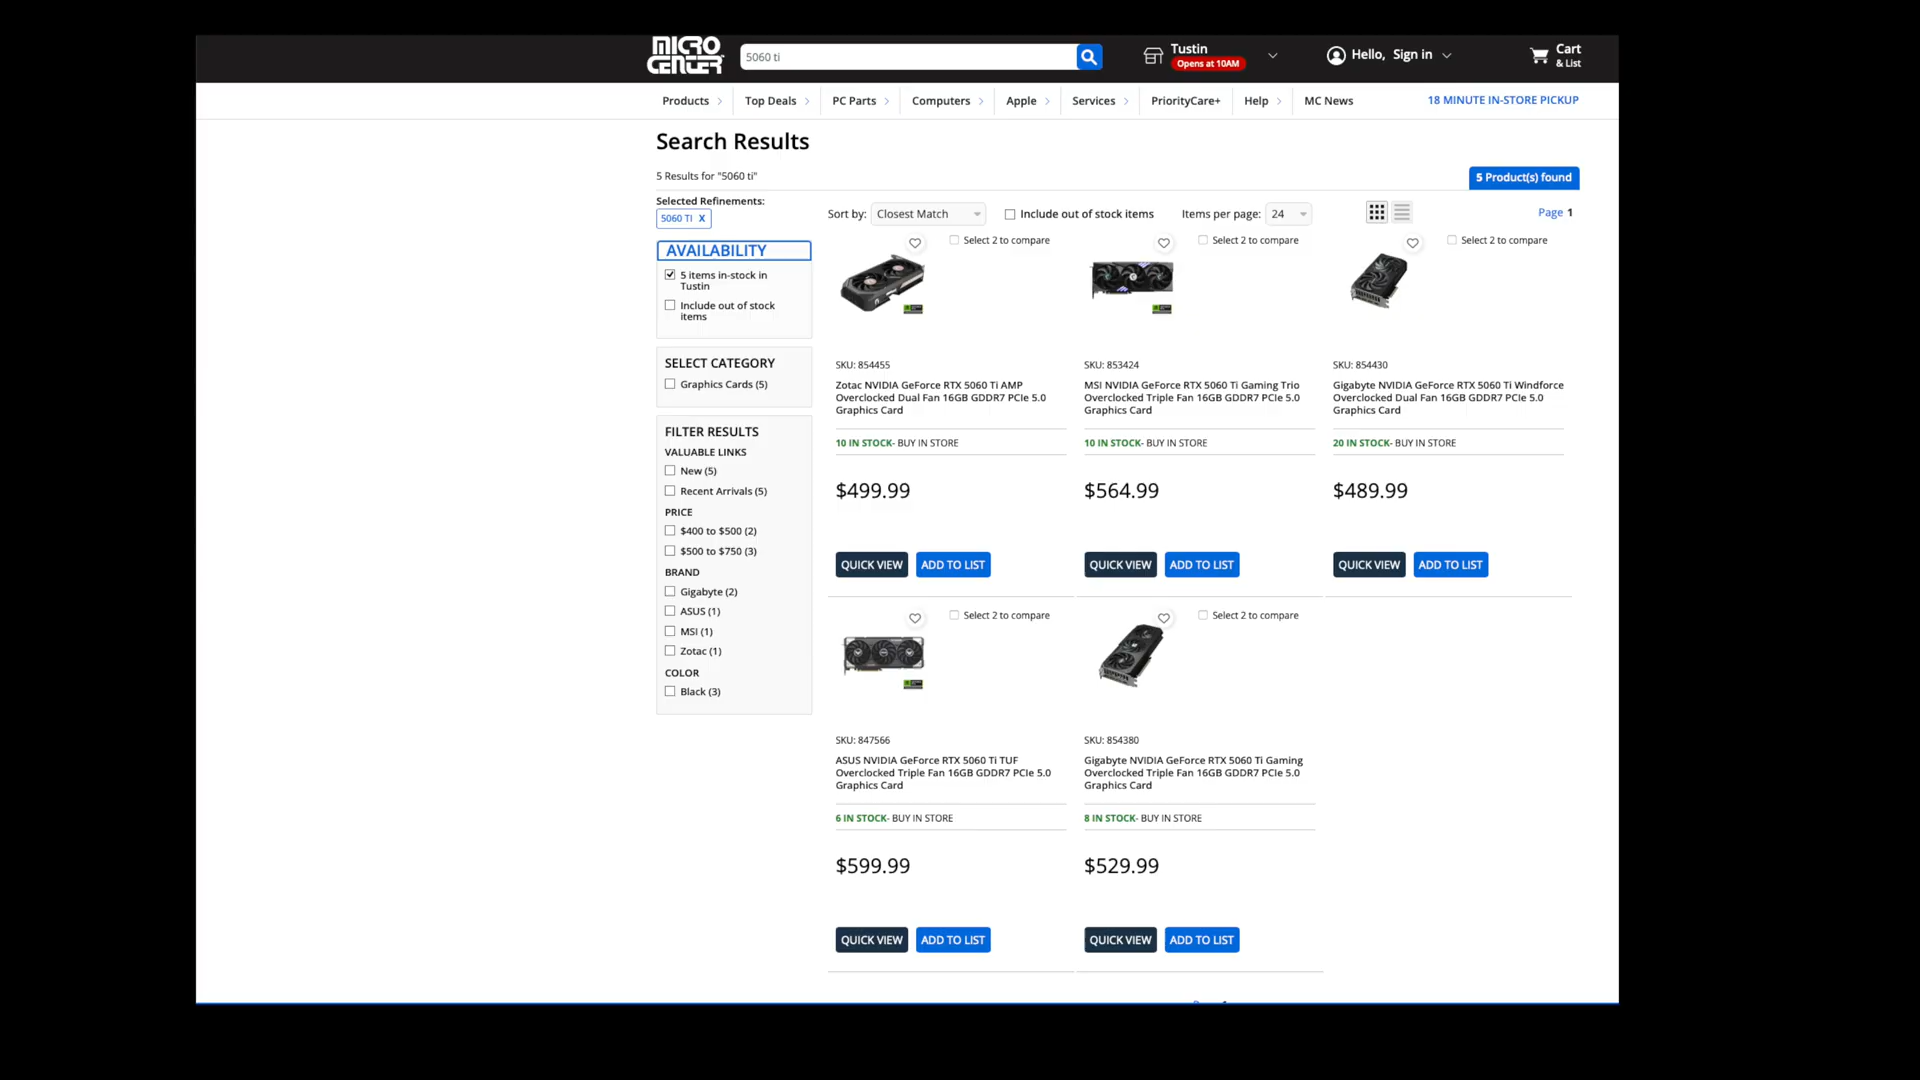 MICRO CENTER
5060 ti
Tustin
Opens at 10AM
Hello, Sign in
Cart
& List
Products
Top Deals
PC Parts
Computers
Apple
Services
PriorityCare+
Help
MC News
18 MINUTE IN-STORE PICKUP
Search Results
5 Results for "5060 ti"
5 Product(s) found
Selected Refinements:
5060 TI X
Sort by: Closest Match
Include out of stock items
Items per page: 24
Page 1
AVAILABILITY
5 items in-stock in
Tustin
Include out of stock
items
SELECT CATEGORY
Graphics Cards (5)
FILTER RESULTS
VALUABLE LINKS
New (5)
Recent Arrivals (5)
PRICE
$400 to $500 (2)
$500 to $750 (3)
BRAND
Gigabyte (2)
ASUS (1)
MSI (1)
Zotac (1)
COLOR
Black (3)
Select 2 to compare
SKU: 854455
Zotac NVIDIA GeForce RTX 5060 Ti AMP
Overclocked Dual Fan 16GB GDDR7 PCIe 5.0
Graphics Card
10 IN STOCK- BUY IN STORE
$499.99
QUICK VIEW
ADD TO LIST
Select 2 to compare
SKU: 853424
MSI NVIDIA GeForce RTX 5060 Ti Gaming Trio
Overclocked Triple Fan 16GB GDDR7 PCIe 5.0
Graphics Card
10 IN STOCK- BUY IN STORE
$564.99
QUICK VIEW
ADD TO LIST
Select 2 to compare
SKU: 854430
Gigabyte NVIDIA GeForce RTX 5060 Ti Windforce
Overclocked Dual Fan 16GB GDDR7 PCIe 5.0
Graphics Card
20 IN STOCK- BUY IN STORE
$489.99
QUICK VIEW
ADD TO LIST
Select 2 to compare
SKU: 847566
ASUS NVIDIA GeForce RTX 5060 Ti TUF
Overclocked Triple Fan 16GB GDDR7 PCIe 5.0
Graphics Card
6 IN STOCK- BUY IN STORE
$599.99
QUICK VIEW
ADD TO LIST
Select 2 to compare
SKU: 854380
Gigabyte NVIDIA GeForce RTX 5060 Ti Gaming
Overclocked Triple Fan 16GB GDDR7 PCIe 5.0
Graphics Card
8 IN STOCK- BUY IN STORE
$529.99
QUICK VIEW
ADD TO LIST